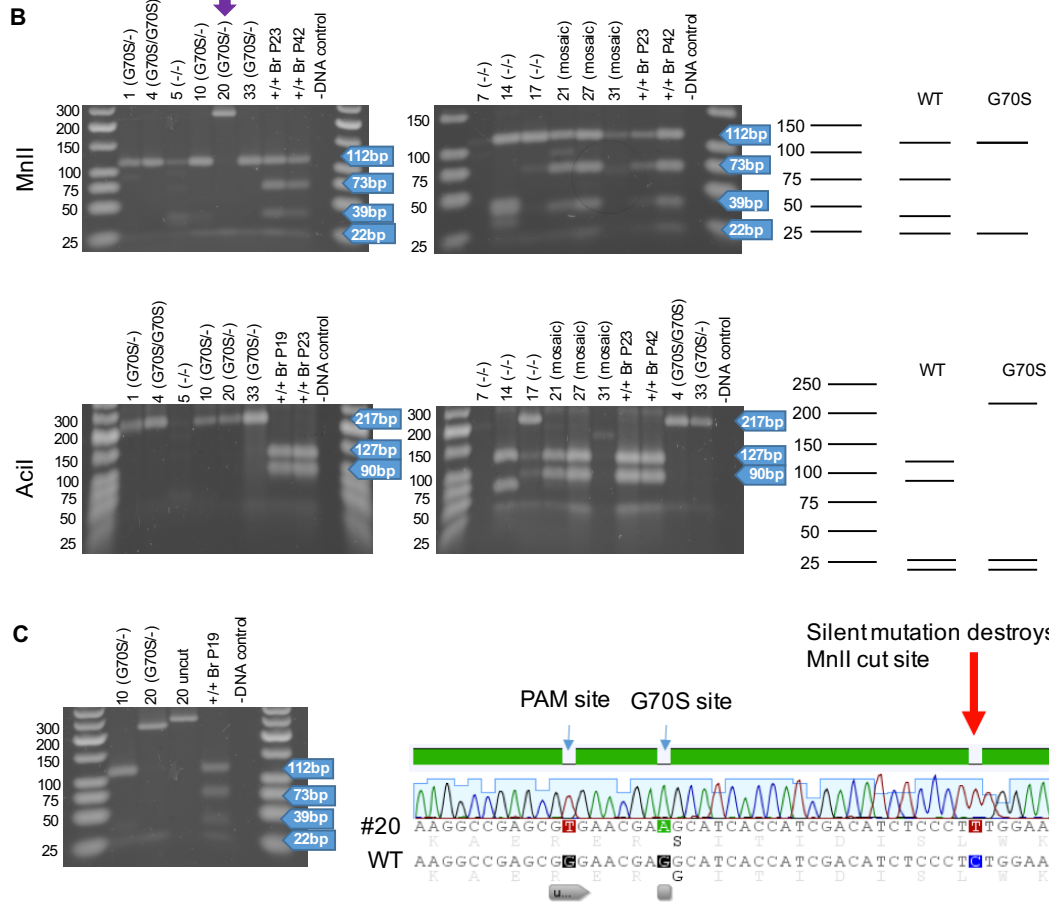 B
1 (G70S/-)
4 (G70S/G70S)
5 (-/-)
10 (G70S/-)
20 (G70S/-)
33 (G70S/-)
+/+ Br P23
+/+ Br P42
-DNA control
MnlI
300
200
150
100
75
50
25
112bp
73bp
39bp
22bp
7 (-/-)
14 (-/-)
17 (-/-)
21 (mosaic)
27 (mosaic)
31 (mosaic)
+/+ Br P23
+/+ Br P42
-DNA control
150
100
75
50
25
112bp
73bp
39bp
22bp
WT G70S
150
100
75
50
25
1 (G70S/-)
4 (G70S/G70S)
5 (-/-)
10 (G70S/-)
20 (G70S/-)
33 (G70S/-)
+/+ Br P19
+/+ Br P23
-DNA control
AciI
300
200
150
100
75
50
25
217bp
127bp
90bp
7 (-/-)
14 (-/-)
17 (-/-)
21 (mosaic)
27 (mosaic)
31 (mosaic)
+/+ Br P23
+/+ Br P42
4 (G70S/G70S)
33 (G70S/-)
-DNA control
300
200
150
100
75
50
25
217bp
127bp
90bp
WT G70S
250
200
150
100
75
50
25
C
10 (G70S/-)
20 (G70S/-)
20 uncut
+/+ Br P19
-DNA control
300
200
150
100
75
50
25
112bp
73bp
39bp
22bp
Silent mutation destroys
MnlI cut site
PAM site G70S site
#20 AAGGCCGAGCGTGAACGAAGCATCACCATCGACATCTCCCTTTGGAA
K A E R E R S I T I D I S L W K
WT AAGGCCGAGCGGGAACGAGGCATCACCATCGACATCTCCCTCTGGAA
K A E R E R G I T I D I S L W K
u...